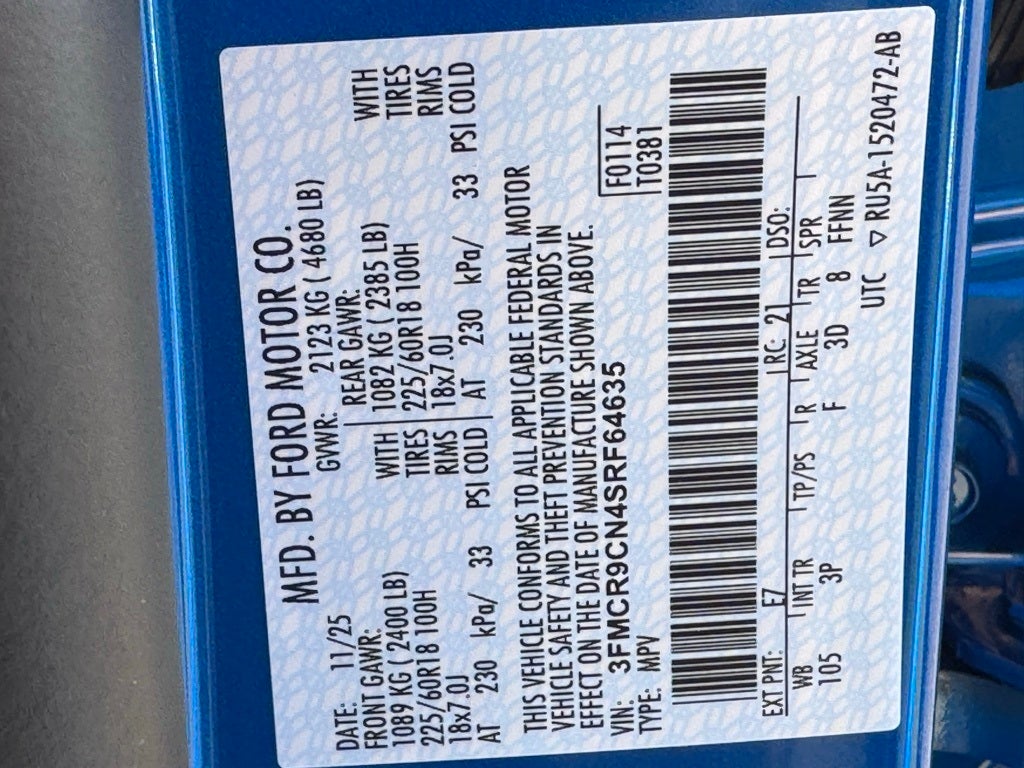 MFD. BY FORD MOTOR CO.
DATE: 11/25 GVWR: 2123 KG ( 4680 LB)
FRONT GAWR: REAR GAWR:
1089 KG ( 2400 LB) WITH 1082 KG ( 2385 LB) WITH
225/60R18 100H TIRES 225/60R18 100H TIRES
18x7.0J RIMS 18x7.0J RIMS
AT 230 kPa/ 33 PSI COLD AT 230 kPa/ 33 PSI COLD
THIS VEHICLE CONFORMS TO ALL APPLICABLE FEDERAL MOTOR
VEHICLE SAFETY AND THEFT PREVENTION STANDARDS IN
EFFECT ON THE DATE OF MANUFACTURE SHOWN ABOVE.
VIN: 3FMCR9CN4SRF64635 F0114
TYPE: MPV T0381
EXT PNT: E7 RC: 21 DSO:
WB INT TR TP/PS R AXLE TR SPR
105 3P F 3D 8 FFNN
UTC ▽ RU5A-1520472-AB